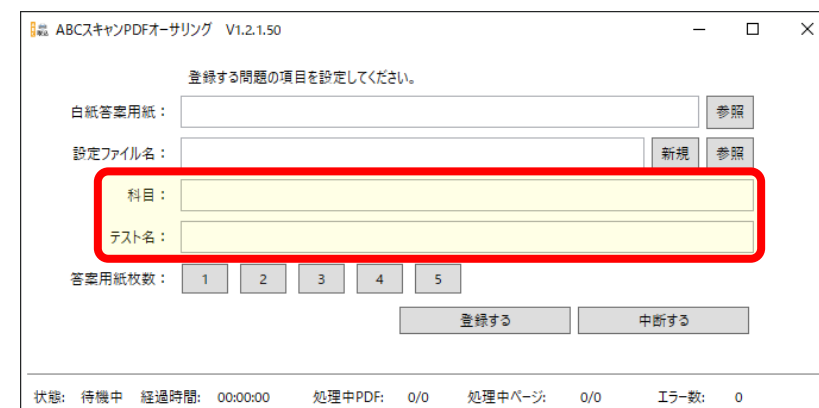 ABCスキャンPDFオーサリング V1.2.1.50
登録する問題の項目を設定してください。
白紙答案用紙： 参照
設定ファイル名： 新規 参照
科目：
テスト名：
答案用紙枚数： 1 2 3 4 5
登録する 中断する
状態: 待機中 経過時間: 00:00:00 処理中PDF: 0/0 処理中ページ: 0/0 エラー数: 0